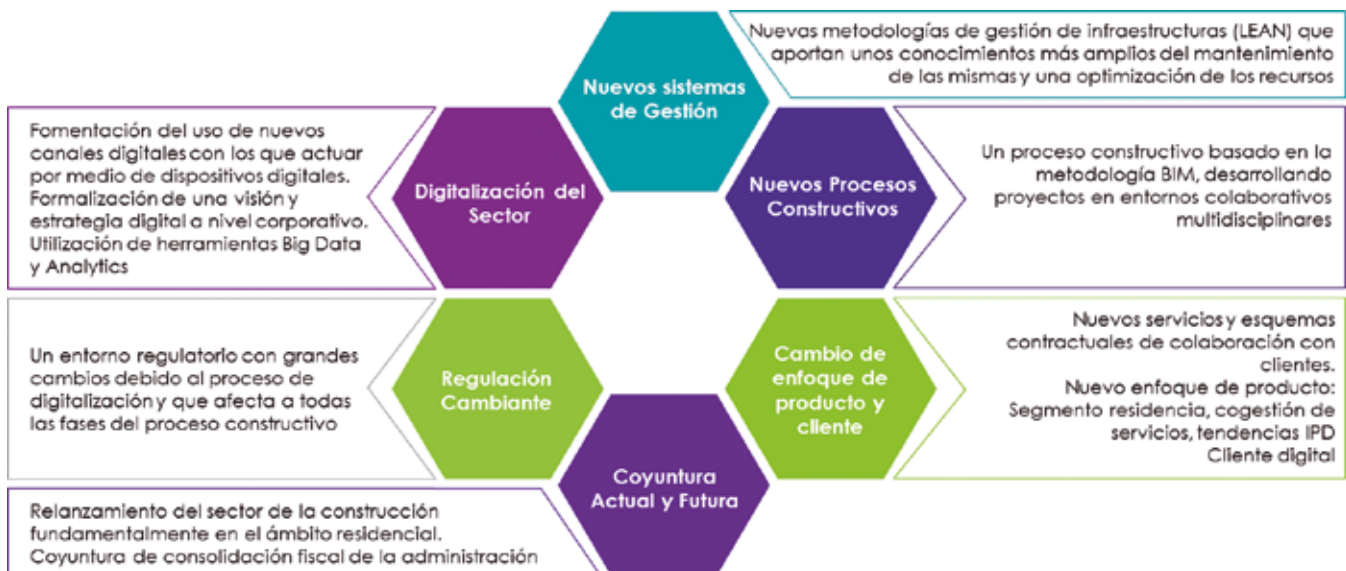 Nuevos sistemas
de Gestión
Nuevas metodologías de gestión de infraestructuras (LEAN) que
aportan unos conocimientos más amplios del mantenimiento
de las mismas y una optimización de los recursos
Fomentación del uso de nuevos
canales digitales con los que actuar
por medio de dispositivos digitales.
Formalización de una visión y
estrategia digital a nivel corporativo.
Utilización de herramientas Big Data
y Analytics
Digitalización del
Sector
Nuevos Procesos
Constructivos
Un proceso constructivo basado en la
metodología BIM, desarrollando
proyectos en entornos colaborativos
multidisciplinares
Un entorno regulatorio con grandes
cambios debido al proceso de
digitalización y que afecta a todas
las fases del proceso constructivo
Regulación
Cambiante
Cambio de
enfoque de
producto y
cliente
Nuevos servicios y esquemas
contractuales de colaboración con
clientes.
Nuevo enfoque de producto:
Segmento residencia, cogestión de
servicios, tendencias IPD
Cliente digital
Coyuntura
Actual y Futura
Relanzamiento del sector de la construcción
fundamentalmente en el ámbito residencial.
Coyuntura de consolidación fiscal de la administración